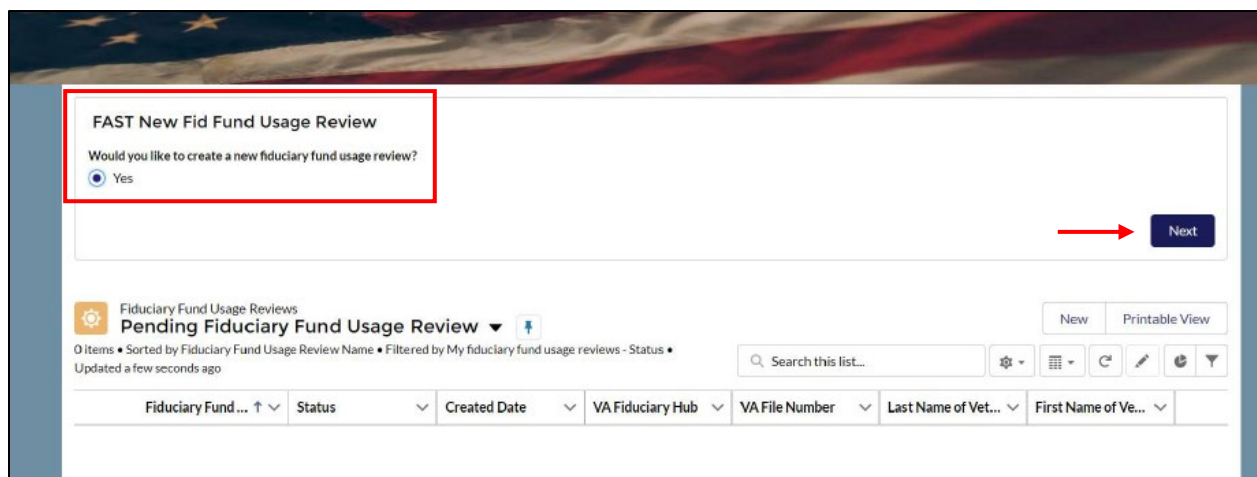 FAST New Fid Fund Usage Review
Would you like to create a new fiduciary fund usage review?
Yes
Next
Fiduciary Fund Usage Reviews
Pending Fiduciary Fund Usage Review
New Printable View
0 items • Sorted by Fiduciary Fund Usage Review Name • Filtered by My fiduciary fund usage reviews - Status •
Updated a few seconds ago
Search this list...
Fiduciary Fund ... ↑ Status Created Date VA Fiduciary Hub VA File Number Last Name of Vet... First Name of Ve...